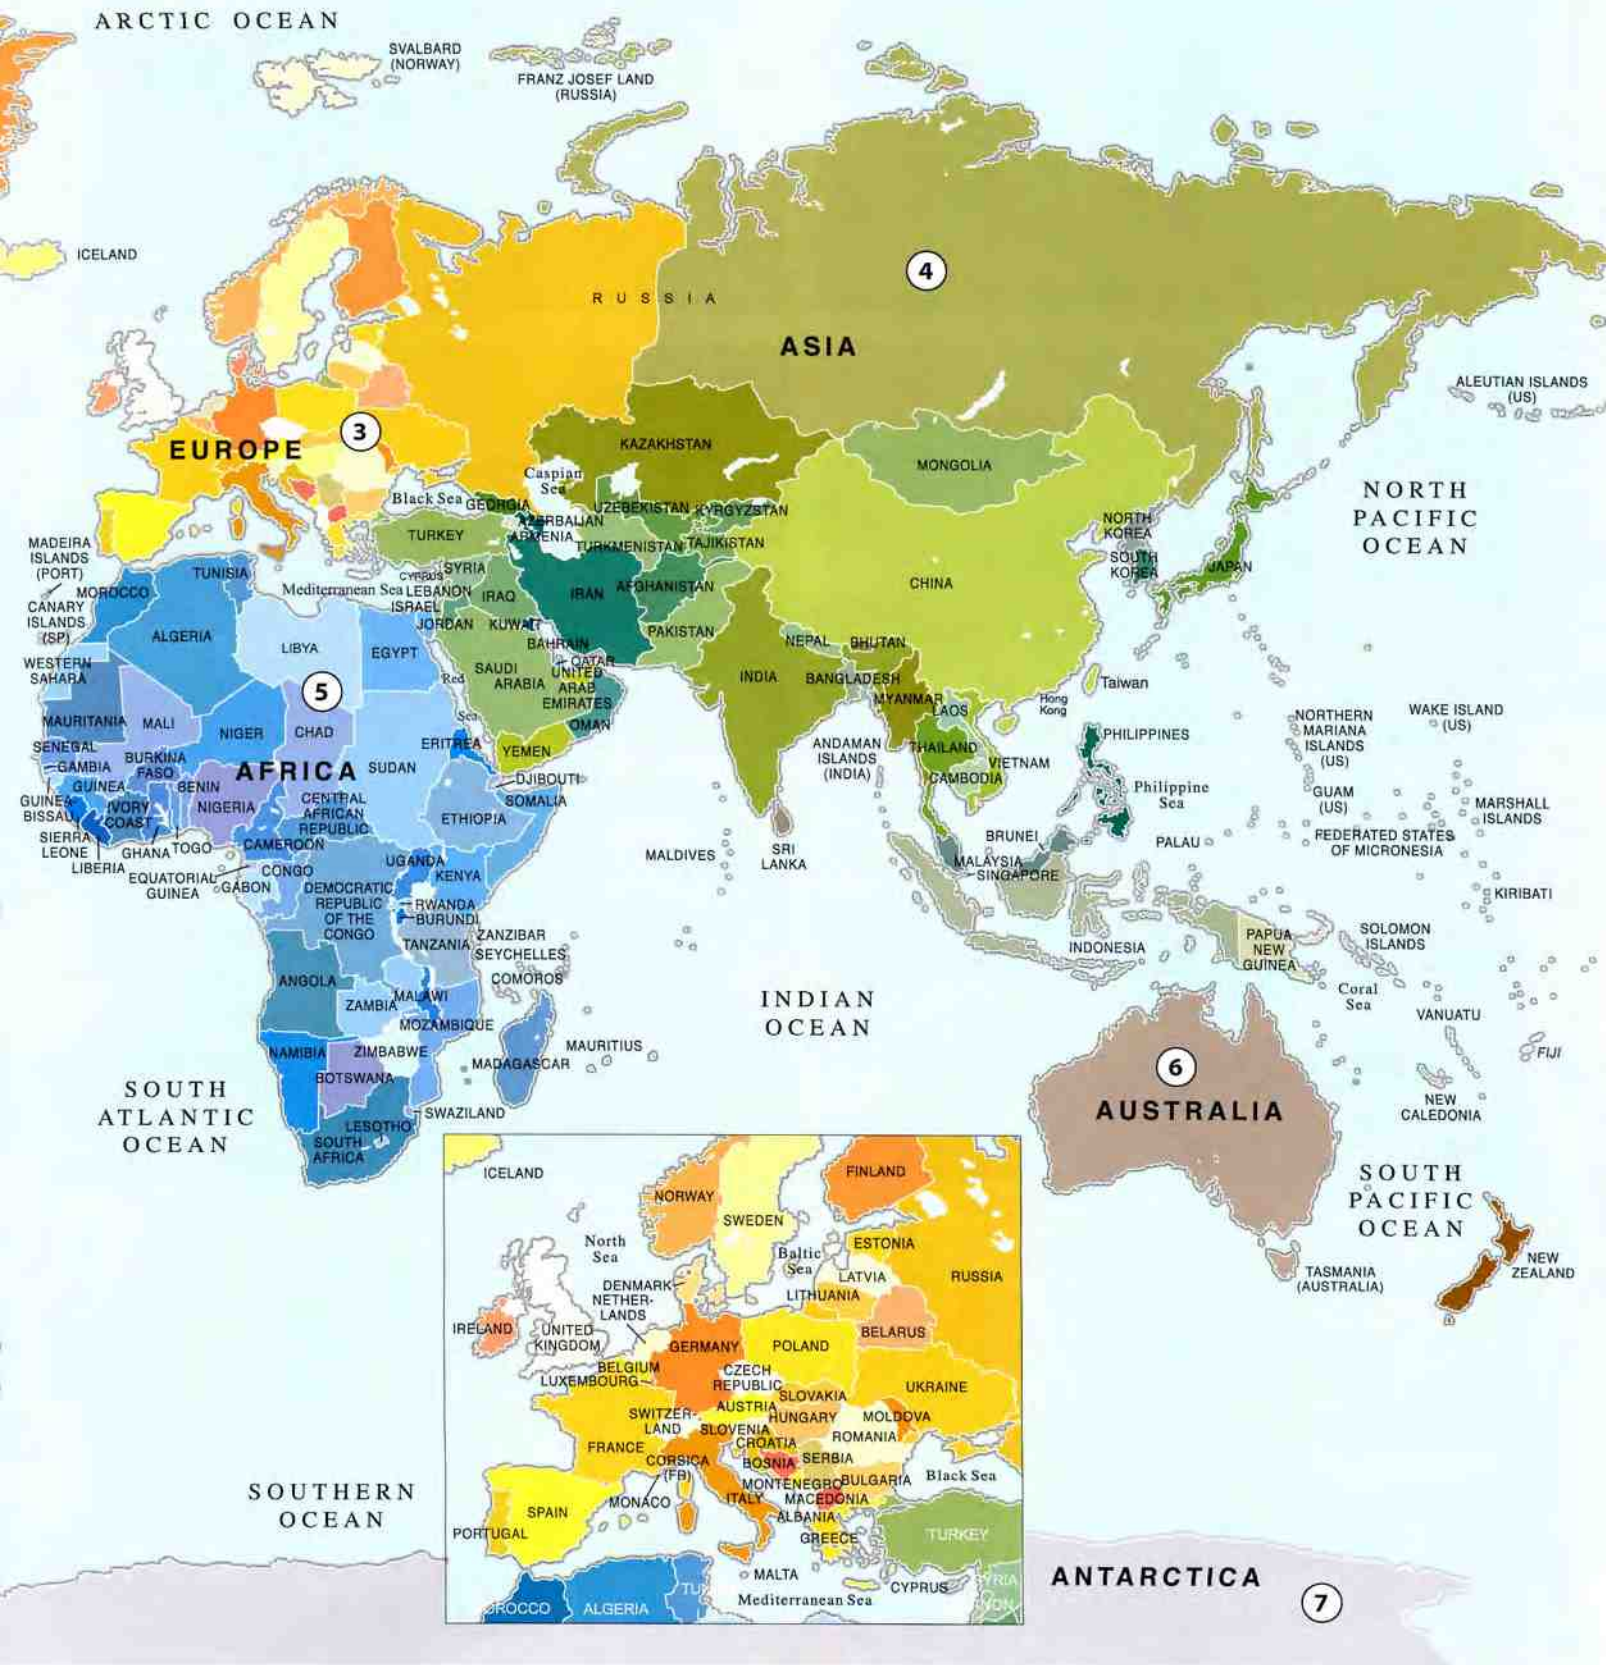 ARCTIC OCEAN
SVALBARD
(NORWAY)
FRANZ JOSEF LAND
(RUSSIA)
ICELAND
RUSSIA
4
ASIA
ALEUTIAN ISLANDS
(US)
3
EUROPE
KAZAKHSTAN
MONGOLIA
Caspian
Sea
Black Sea
GEORGIA
UZEBEKISTAN
KYRGYZSTAN
NORTH
PACIFIC
OCEAN
AZERBAIJAN
ARMENIA
TURKEY
TURKMENISTAN
TAJIKISTAN
NORTH
KOREA
SOUTH
KOREA
JAPAN
MADEIRA
ISLANDS
(PORT)
TUNISIA
MOROCCO
Mediterranean Sea
CYPRUS
SYRIA
LEBANON
ISRAEL
IRAQ
IRAN
AFGHANISTAN
CHINA
CANARY
ISLANDS
(SP)
ALGERIA
LIBYA
EGYPT
JORDAN
KUWAIT
BAHRAIN
PAKISTAN
NEPAL
BHUTAN
WESTERN
SAHARA
5
Red
Sea
SAUDI
ARABIA
QATAR
UNITED
ARAB
EMIRATES
OMAN
INDIA
BANGLADESH
MYANMAR
LAOS
Hong
Kong
Taiwan
MAURITANIA
MALI
NIGER
CHAD
ERITREA
YEMEN
ANDAMAN
ISLANDS
(INDIA)
THAILAND
VIETNAM
CAMBODIA
PHILIPPINES
Philippine
Sea
NORTHERN
MARIANA
ISLANDS
(US)
WAKE ISLAND
(US)
GUAM
(US)
MARSHALL
ISLANDS
SENEGAL
GAMBIA
BURKINA
FASO
AFRICA
SUDAN
DJIBOUTI
GUINEA
BISSAU
GUINEA
IVORY
COAST
BENIN
NIGERIA
CENTRAL
AFRICAN
REPUBLIC
SOMALIA
ETHIOPIA
SIERRA
LEONE
LIBERIA
GHANA
TOGO
CAMEROON
MALDIVES
SRI
LANKA
BRUNEI
MALAYSIA
SINGAPORE
PALAU
FEDERATED STATES
OF MICRONESIA
EQUATORIAL
GUINEA
GABON
CONGO
UGANDA
KENYA
DEMOCRATIC
REPUBLIC
OF THE
CONGO
RWANDA
BURUNDI
KIRIBATI
TANZANIA
ZANZIBAR
SEYCHELLES
COMOROS
INDONESIA
PAPUA
NEW
GUINEA
SOLOMON
ISLANDS
ANGOLA
ZAMBIA
MALAWI
MOZAMBIQUE
INDIAN
OCEAN
Coral
Sea
VANUATU
NAMIBIA
ZIMBABWE
BOTSWANA
MADAGASCAR
MAURITIUS
FIJI
6
AUSTRALIA
NEW
CALEDONIA
SOUTH
ATLANTIC
OCEAN
SWAZILAND
LESOTHO
SOUTH
AFRICA
SOUTH
PACIFIC
OCEAN
TASMANIA
(AUSTRALIA)
NEW
ZEALAND
ICELAND
NORWAY
SWEDEN
FINLAND
North
Sea
Baltic
Sea
ESTONIA
LATVIA
LITHUANIA
RUSSIA
DENMARK
NETHER-
LANDS
IRELAND
UNITED
KINGDOM
GERMANY
POLAND
BELARUS
BELGIUM
LUXEMBOURG
CZECH
REPUBLIC
SLOVAKIA
UKRAINE
SWITZER-
LAND
AUSTRIA
HUNGARY
MOLDOVA
SLOVENIA
ROMANIA
FRANCE
CROATIA
CORSICA
(FR)
BOSNIA
SERBIA
MONTENEGRO
BULGARIA
Black Sea
MONACO
ITALY
MACEDONIA
SPAIN
PORTUGAL
ALBANIA
GREECE
TURKEY
MALTA
CYPRUS
Mediterranean Sea
ROCCO
ALGERIA
TU
YRIA
NON
SOUTHERN
OCEAN
ANTARCTICA
7